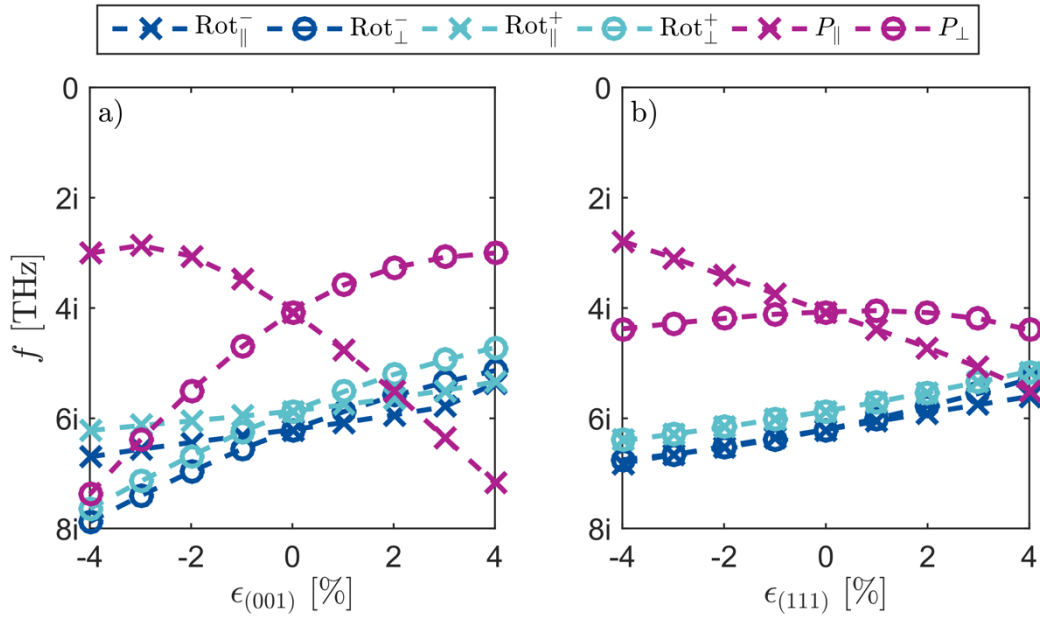 Rot∥⁻ Rot⊥⁻ Rot∥⁺ Rot⊥⁺ P∥ P⊥
a)
0
2i
4i
6i
8i
f [THz]
-4 -2 0 2 4
ϵ(001) [%]
b)
0
2i
4i
6i
8i
-4 -2 0 2 4
ϵ(111) [%]